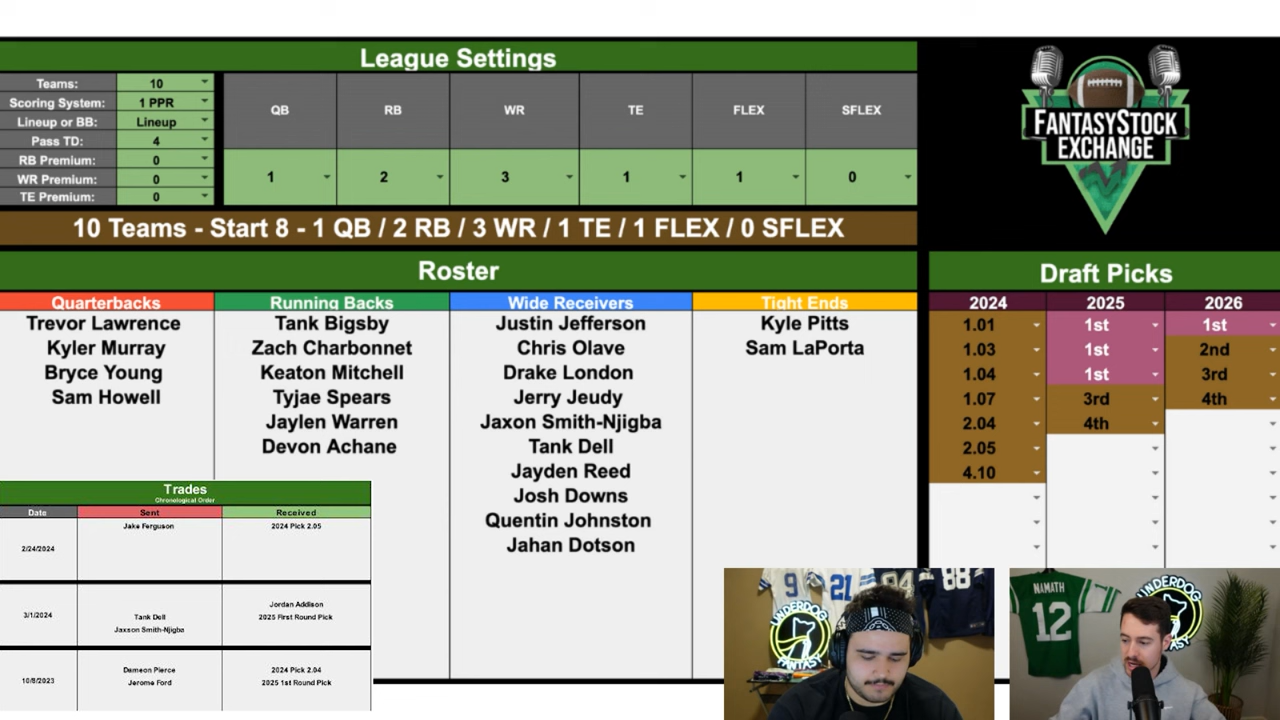 League Settings
Teams: 10
Scoring System: 1 PPR
Lineup or BB: Lineup
Pass TD: 4
RB Premium: 0
WR Premium: 0
TE Premium: 0
QB RB WR TE FLEX SFLEX
1 2 3 1 1 0
10 Teams - Start 8 - 1 QB / 2 RB / 3 WR / 1 TE / 1 FLEX / 0 SFLEX
FANTASYSTOCK
EXCHANGE
Roster
Quarterbacks Running Backs Wide Receivers Tight Ends
Trevor Lawrence Tank Bigsby Justin Jefferson Kyle Pitts
Kyler Murray Zach Charbonnet Chris Olave Sam LaPorta
Bryce Young Keaton Mitchell Drake London
Sam Howell Tyjae Spears Jerry Jeudy
Jaylen Warren Jaxon Smith-Njigba
Devon Achane Tank Dell
Jayden Reed
Josh Downs
Quentin Johnston
Jahan Dotson
Draft Picks
2024 2025 2026
1.01 1st 1st
1.03 1st 2nd
1.04 1st 3rd
1.07 3rd 4th
2.04 4th
2.05
4.10
Trades
Chronological Order
Date Sent Received
2/24/2024 Jake Ferguson 2024 Pick 2.05
3/1/2024 Tank Dell Jordan Addison
Jaxson Smith-Njigba 2025 First Round Pick
10/8/2023 Dameon Pierce 2024 Pick 2.04
Jerome Ford 2025 1st Round Pick
9 21 94 88
UNDERDOG
FANTASY
NAMATH
12
UNDERDOG